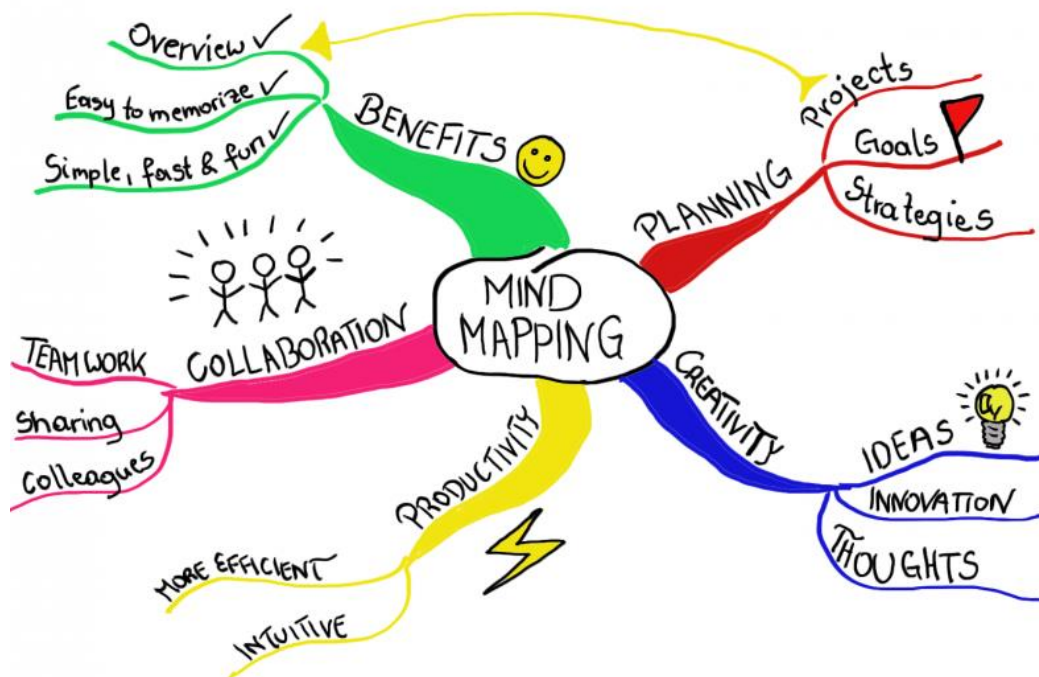 Overview
Easy to memorize
Simple, fast & fun
BENEFITS
Projects
Goals
Strategies
PLANNING
MIND
MAPPING
COLLABORATION
TEAMWORK
Sharing
Colleagues
CREATIVITY
IDEAS
INNOVATION
THOUGHTS
PRODUCTIVITY
MORE EFFICIENT
INTUITIVE